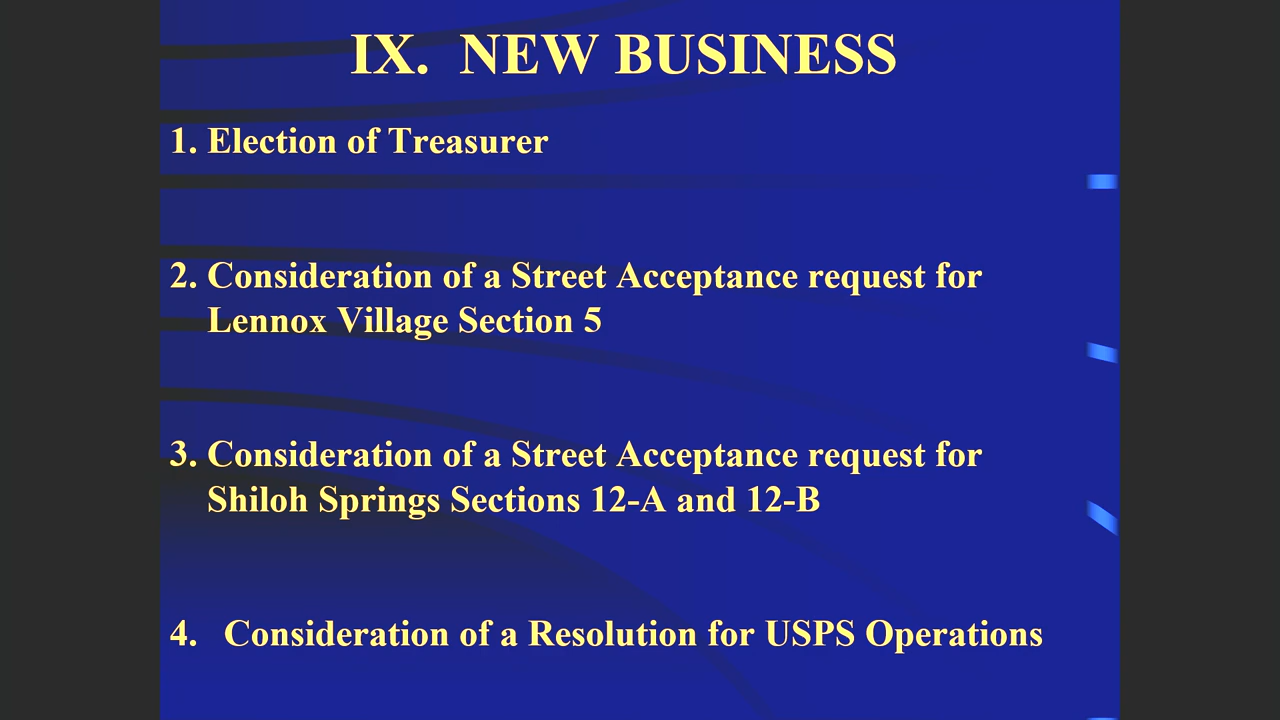 IX. NEW BUSINESS
1. Election of Treasurer
2. Consideration of a Street Acceptance request for
Lennox Village Section 5
3. Consideration of a Street Acceptance request for
Shiloh Springs Sections 12-A and 12-B
4. Consideration of a Resolution for USPS Operations